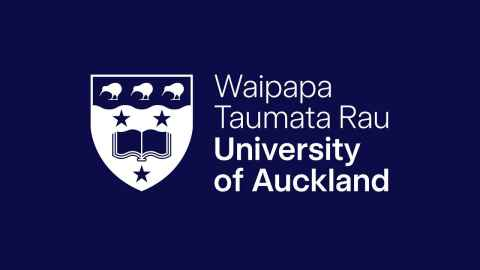 Waipapa
Taumata Rau
University
of Auckland